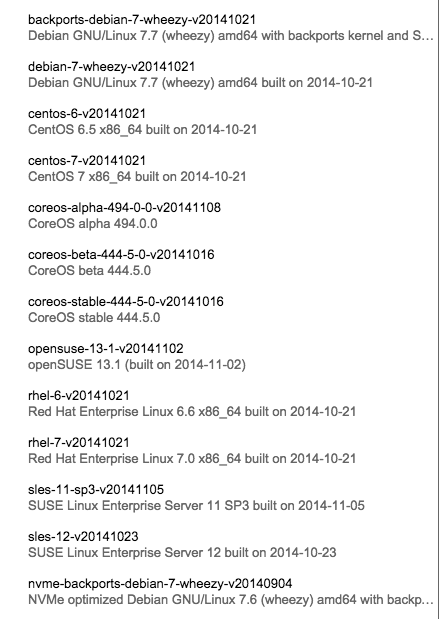 backports-debian-7-wheezy-v20141021
Debian GNU/Linux 7.7 (wheezy) amd64 with backports kernel and S...
debian-7-wheezy-v20141021
Debian GNU/Linux 7.7 (wheezy) amd64 built on 2014-10-21
centos-6-v20141021
CentOS 6.5 x86_64 built on 2014-10-21
centos-7-v20141021
CentOS 7 x86_64 built on 2014-10-21
coreos-alpha-494-0-0-v20141108
CoreOS alpha 494.0.0
coreos-beta-444-5-0-v20141016
CoreOS beta 444.5.0
coreos-stable-444-5-0-v20141016
CoreOS stable 444.5.0
opensuse-13-1-v20141102
openSUSE 13.1 (built on 2014-11-02)
rhel-6-v20141021
Red Hat Enterprise Linux 6.6 x86_64 built on 2014-10-21
rhel-7-v20141021
Red Hat Enterprise Linux 7.0 x86_64 built on 2014-10-21
sles-11-sp3-v20141105
SUSE Linux Enterprise Server 11 SP3 built on 2014-11-05
sles-12-v20141023
SUSE Linux Enterprise Server 12 built on 2014-10-23
nvme-backports-debian-7-wheezy-v20140904
NVMe optimized Debian GNU/Linux 7.6 (wheezy) amd64 with backp...